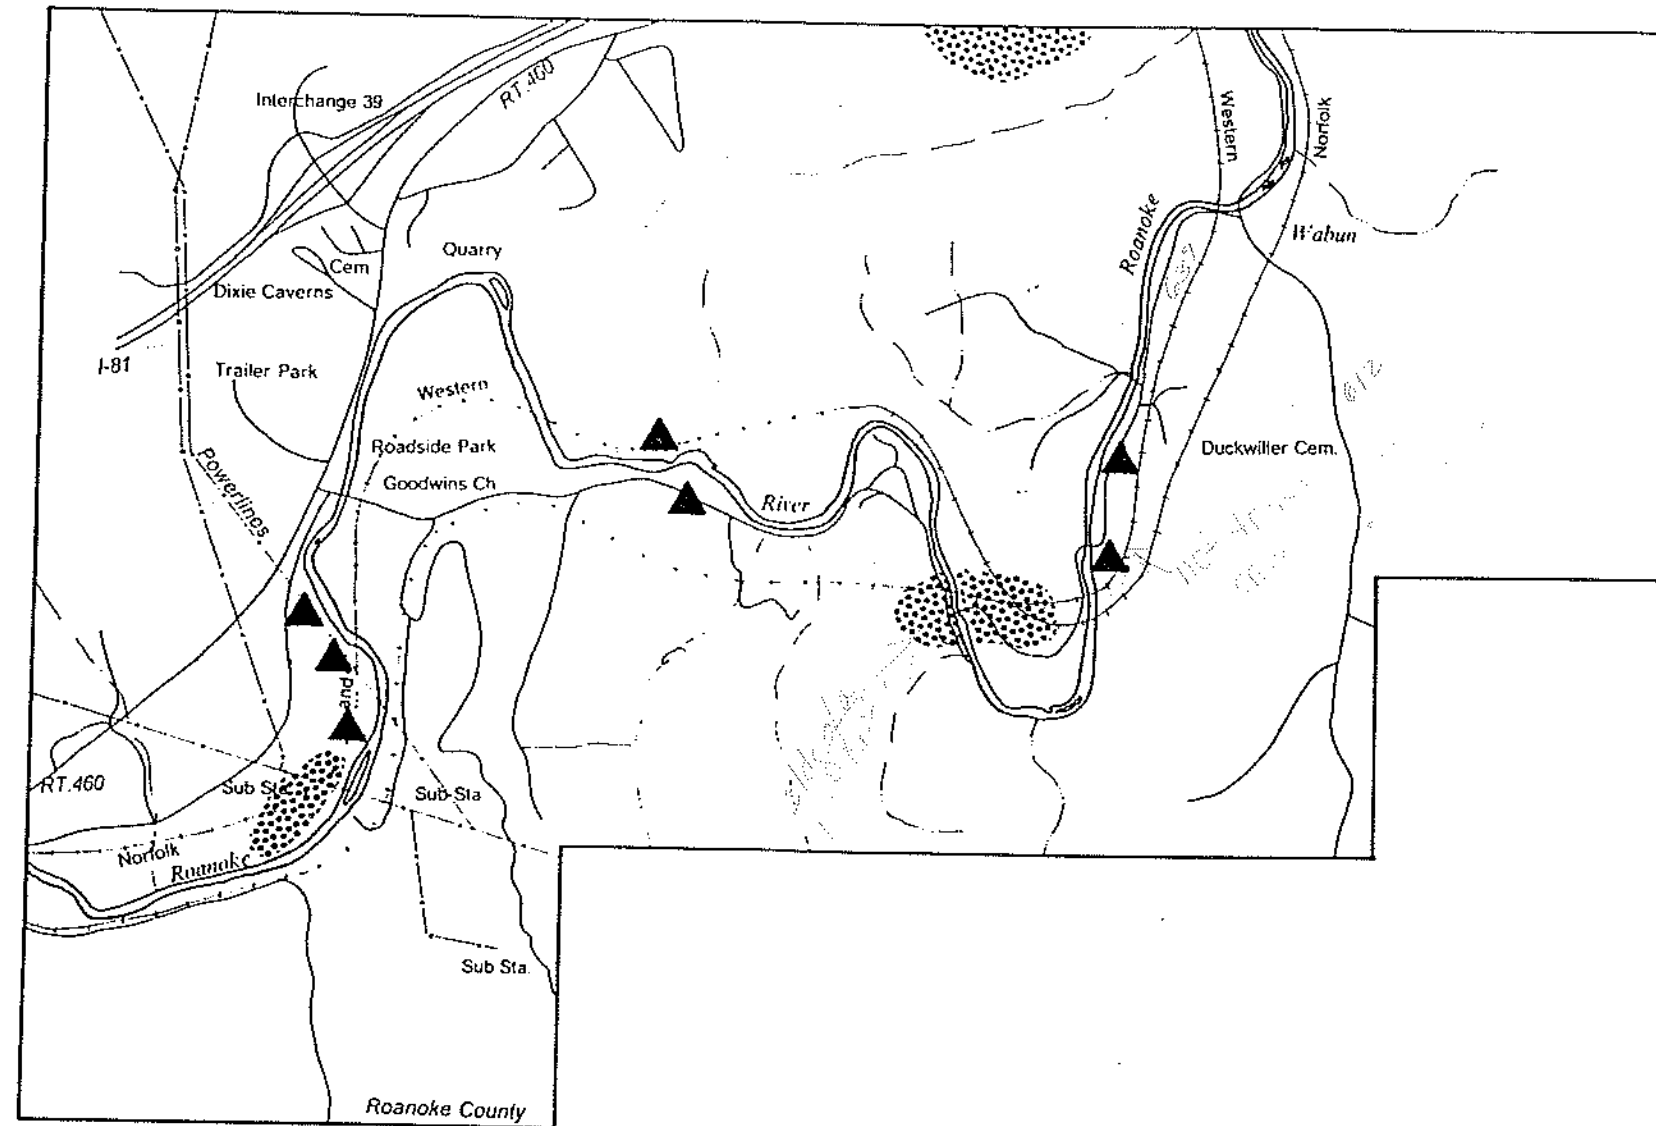 Interchange 39
RT.460
Western
Norfolk
Roanoke
Wabun
Quarry
Cem
Dixie Caverns
I-81
Trailer Park
Western
612
Roadside Park
Duckwiller Cem.
Powerlines
Goodwins Ch
River
and
RT.460
Sub Sta.
Sub Sta
Norfolk
Roanoke
Sub Sta.
Roanoke County